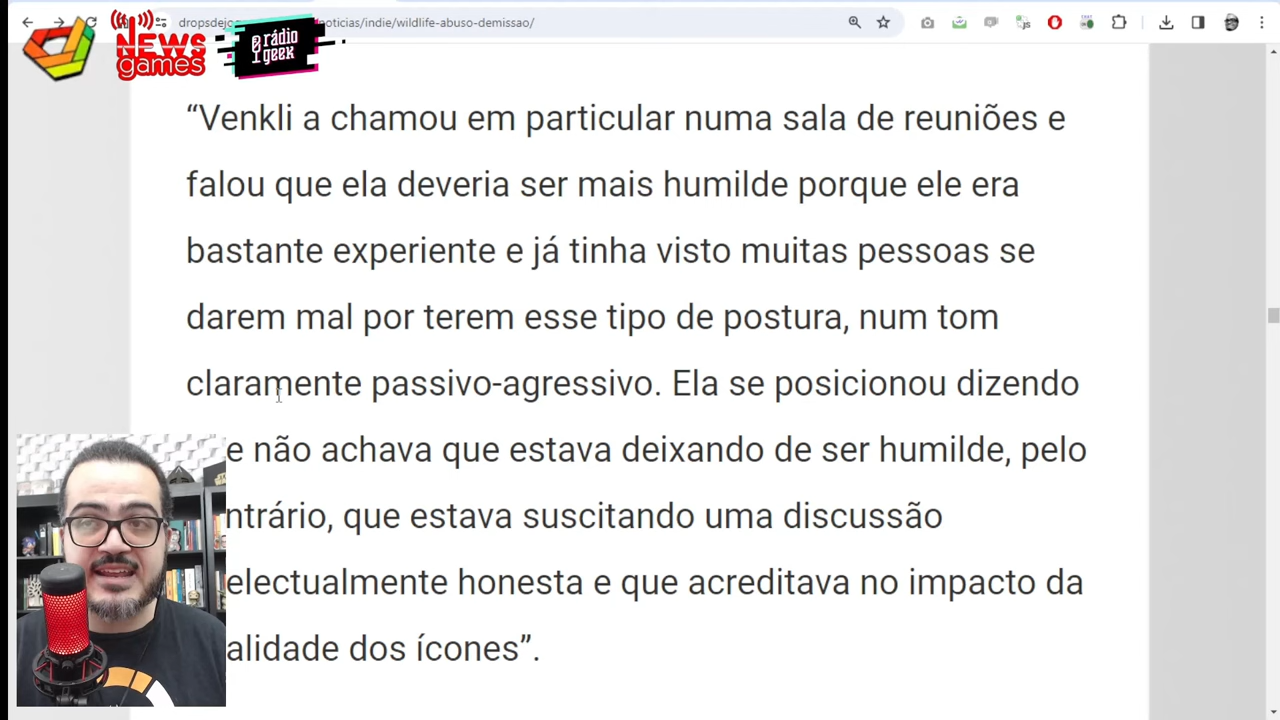 dropsdejo
noticias/indie/wildlife-abuso-demissao/
NEWS
games
rádio
geek
“Venkli a chamou em particular numa sala de reuniões e
falou que ela deveria ser mais humilde porque ele era
bastante experiente e já tinha visto muitas pessoas se
darem mal por terem esse tipo de postura, num tom
claramente passivo-agressivo. Ela se posicionou dizendo
e não achava que estava deixando de ser humilde, pelo
ntrário, que estava suscitando uma discussão
electualmente honesta e que acreditava no impacto da
alidade dos ícones”.